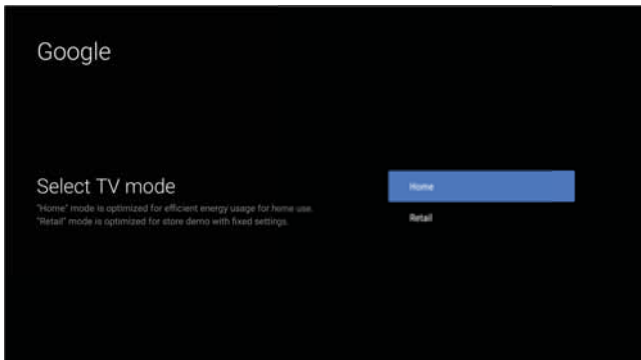 Google
Select TV mode
"Home" mode is optimized for efficient energy usage for home use.
"Retail" mode is optimized for store demo with fixed settings.
Home
Retail